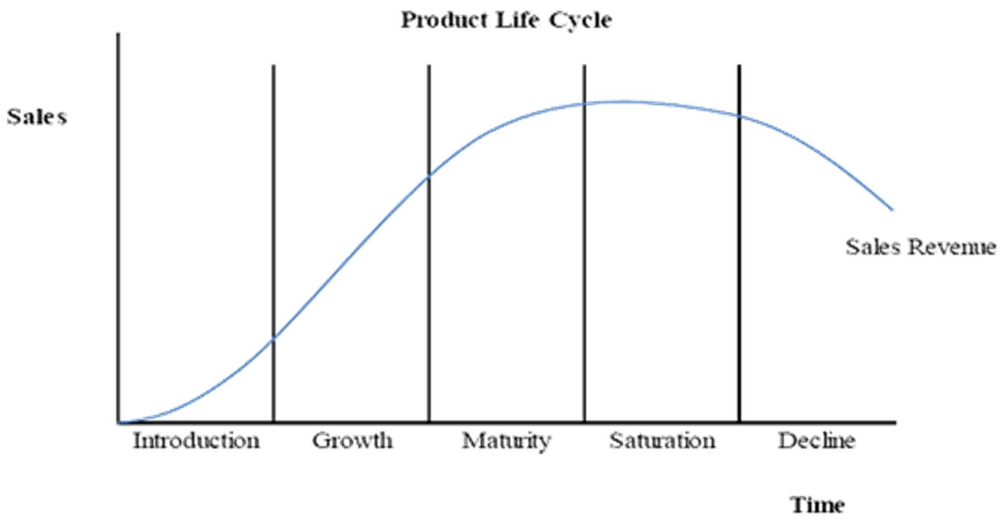 Product Life Cycle
Sales
Sales Revenue
Introduction Growth Maturity Saturation Decline
Time